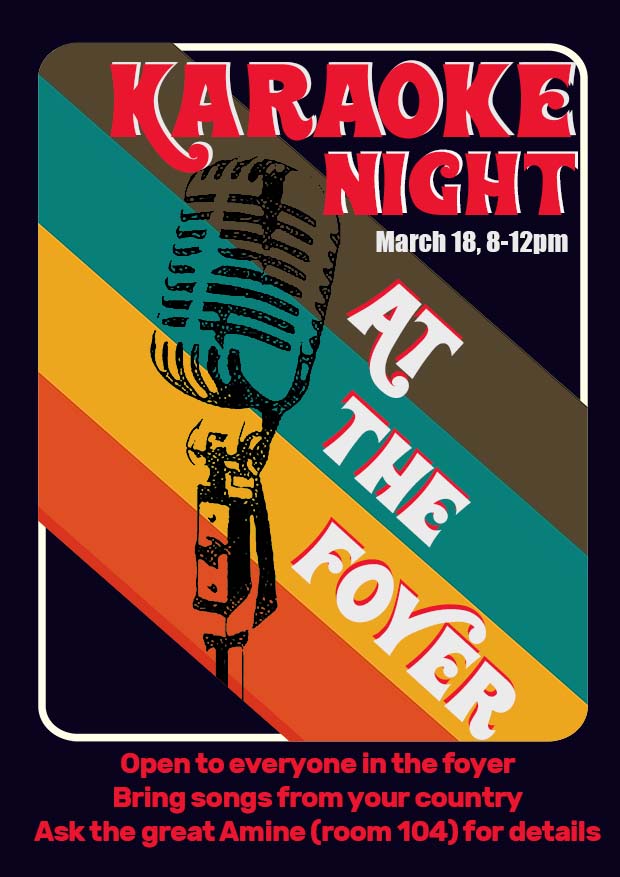 KARAOKE
NIGHT
March 18, 8-12pm
AT
THE
FOYER
Open to everyone in the foyer
Bring songs from your country
Ask the great Amine (room 104) for details